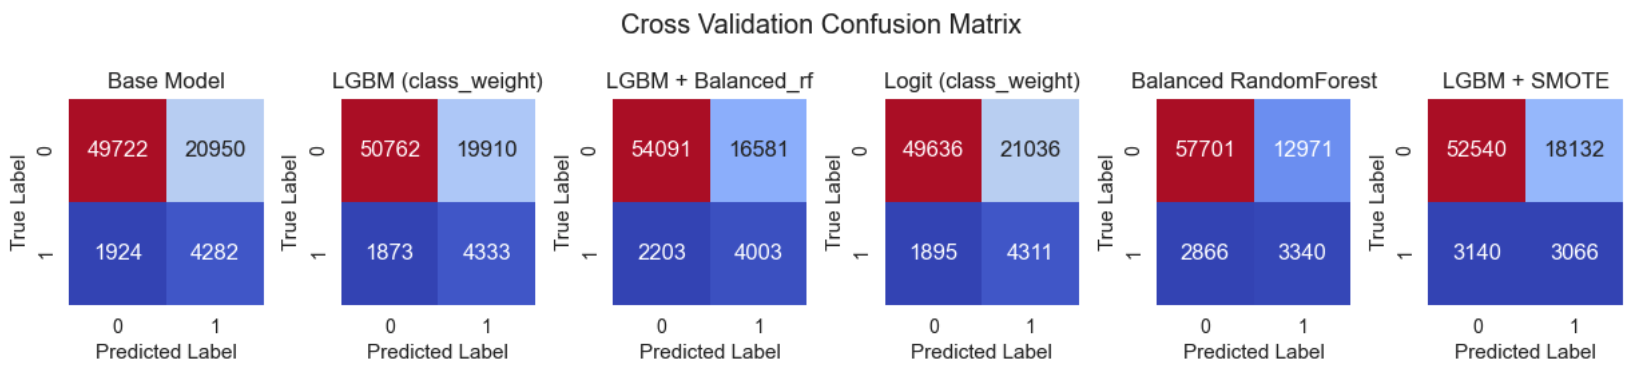 Cross Validation Confusion Matrix
Base Model
True Label
0
1
49722 20950
1924 4282
0 1
Predicted Label
LGBM (class_weight)
True Label
0
1
50762 19910
1873 4333
0 1
Predicted Label
LGBM + Balanced_rf
True Label
0
1
54091 16581
2203 4003
0 1
Predicted Label
Logit (class_weight)
True Label
0
1
49636 21036
1895 4311
0 1
Predicted Label
Balanced RandomForest
True Label
0
1
57701 12971
2866 3340
0 1
Predicted Label
LGBM + SMOTE
True Label
0
1
52540 18132
3140 3066
0 1
Predicted Label